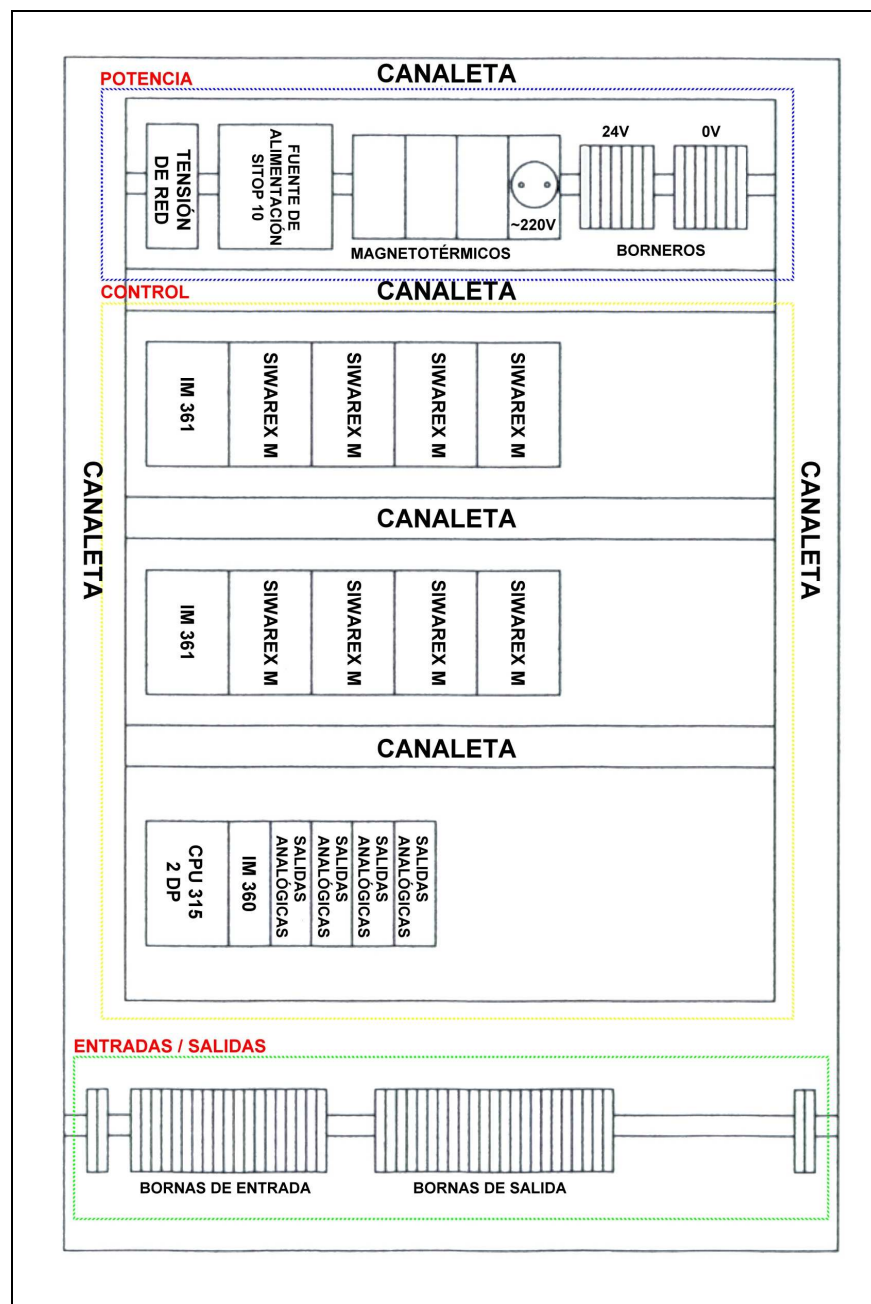 CANALETA
POTENCIA
TENSIÓN
DE RED
FUENTE DE
ALIMENTACIÓN
SITOP 10
~220V
MAGNETOTÉRMICOS
24V
0V
BORNEROS
CANALETA
CONTROL
IM 361
SIWAREX M
SIWAREX M
SIWAREX M
SIWAREX M
CANALETA
CANALETA
CANALETA
IM 361
SIWAREX M
SIWAREX M
SIWAREX M
SIWAREX M
CANALETA
CPU 315
2 DP
IM 360
SALIDAS
ANALÓGICAS
SALIDAS
ANALÓGICAS
SALIDAS
ANALÓGICAS
SALIDAS
ANALÓGICAS
ENTRADAS / SALIDAS
BORNAS DE ENTRADA
BORNAS DE SALIDA